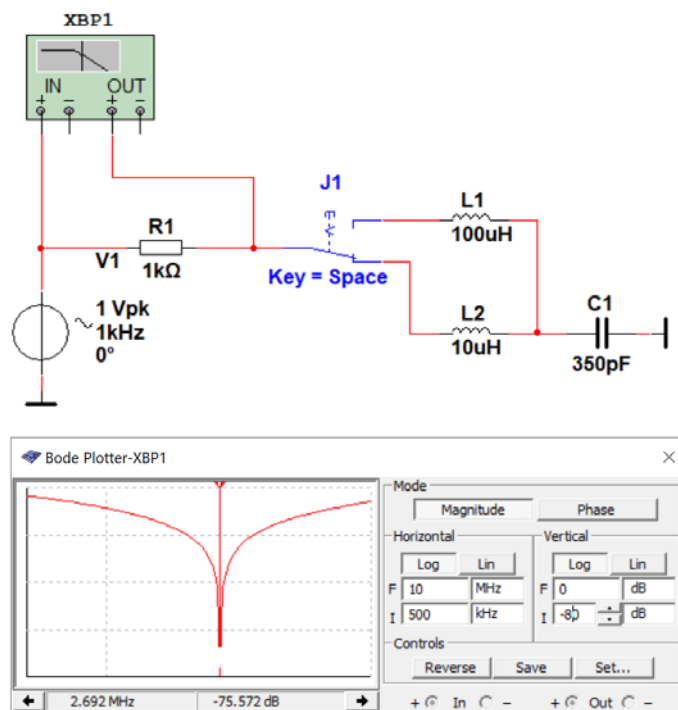 XBP1
IN OUT
+ - + -
J1
L1
100uH
R1
V1
1kΩ
Key = Space
L2
10uH
C1
350pF
1 Vpk
1kHz
0°
Bode Plotter-XBP1 ×
Mode
Magnitude Phase
Horizontal Vertical
Log Lin Log Lin
F 10 MHz F 0 dB
I 500 kHz I -80 dB
Controls
Reverse Save Set...
2.692 MHz -75.572 dB + In - + Out -